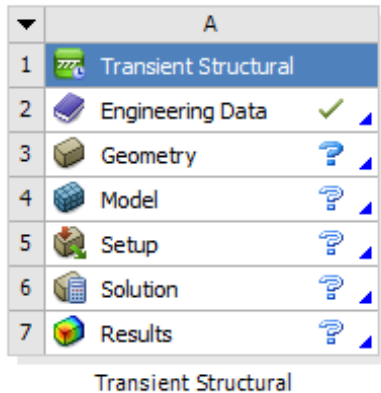 A
1 Transient Structural
2 Engineering Data
3 Geometry ?
4 Model ?
5 Setup ?
6 Solution ?
7 Results ?
Transient Structural